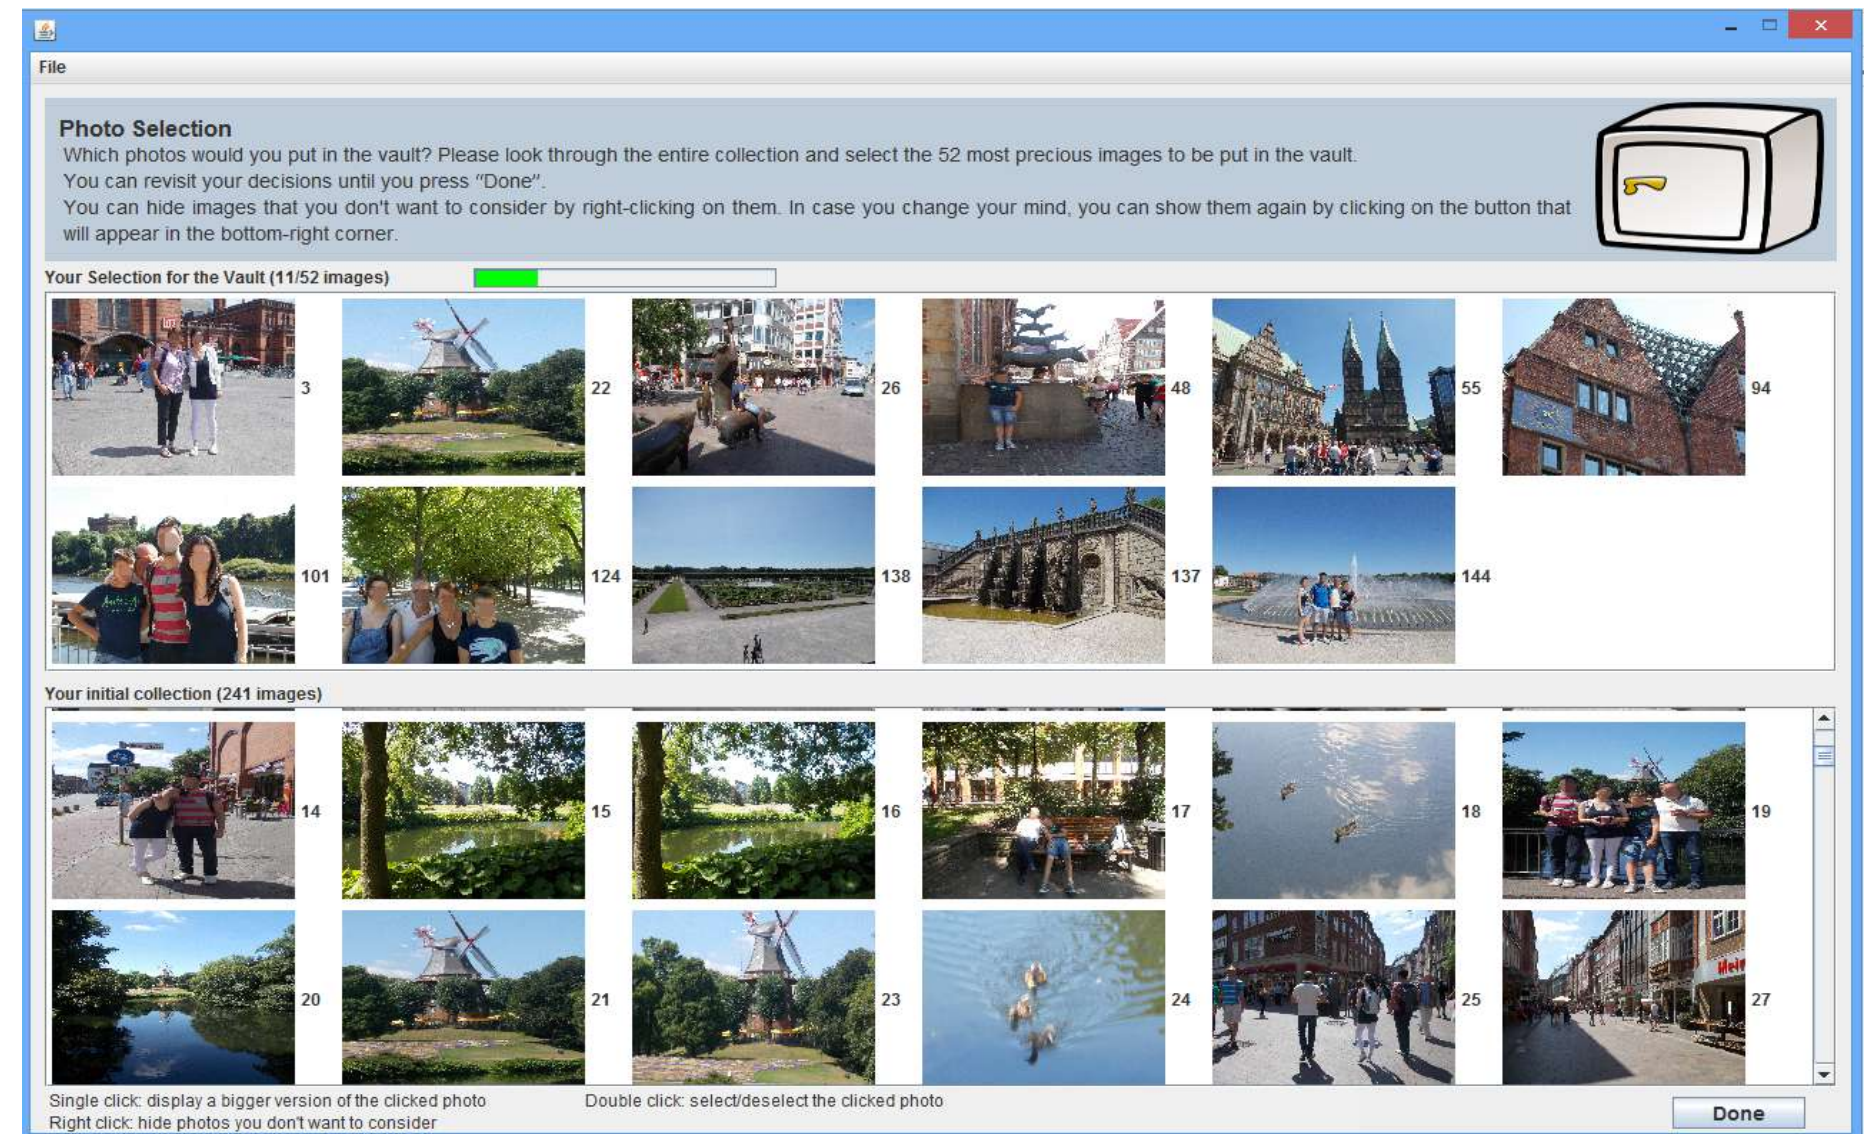 File
Photo Selection
Which photos would you put in the vault? Please look through the entire collection and select the 52 most precious images to be put in the vault.
You can revisit your decisions until you press "Done".
You can hide images that you don't want to consider by right-clicking on them. In case you change your mind, you can show them again by clicking on the button that
will appear in the bottom-right corner.
Your Selection for the Vault (11/52 images)
3 22 26 48 55 94
101 124 138 137 144
Your initial collection (241 images)
14 15 16 17 18 19
20 21 23 24 25 27
Single click: display a bigger version of the clicked photo Double click: select/deselect the clicked photo
Right click: hide photos you don't want to consider
Done